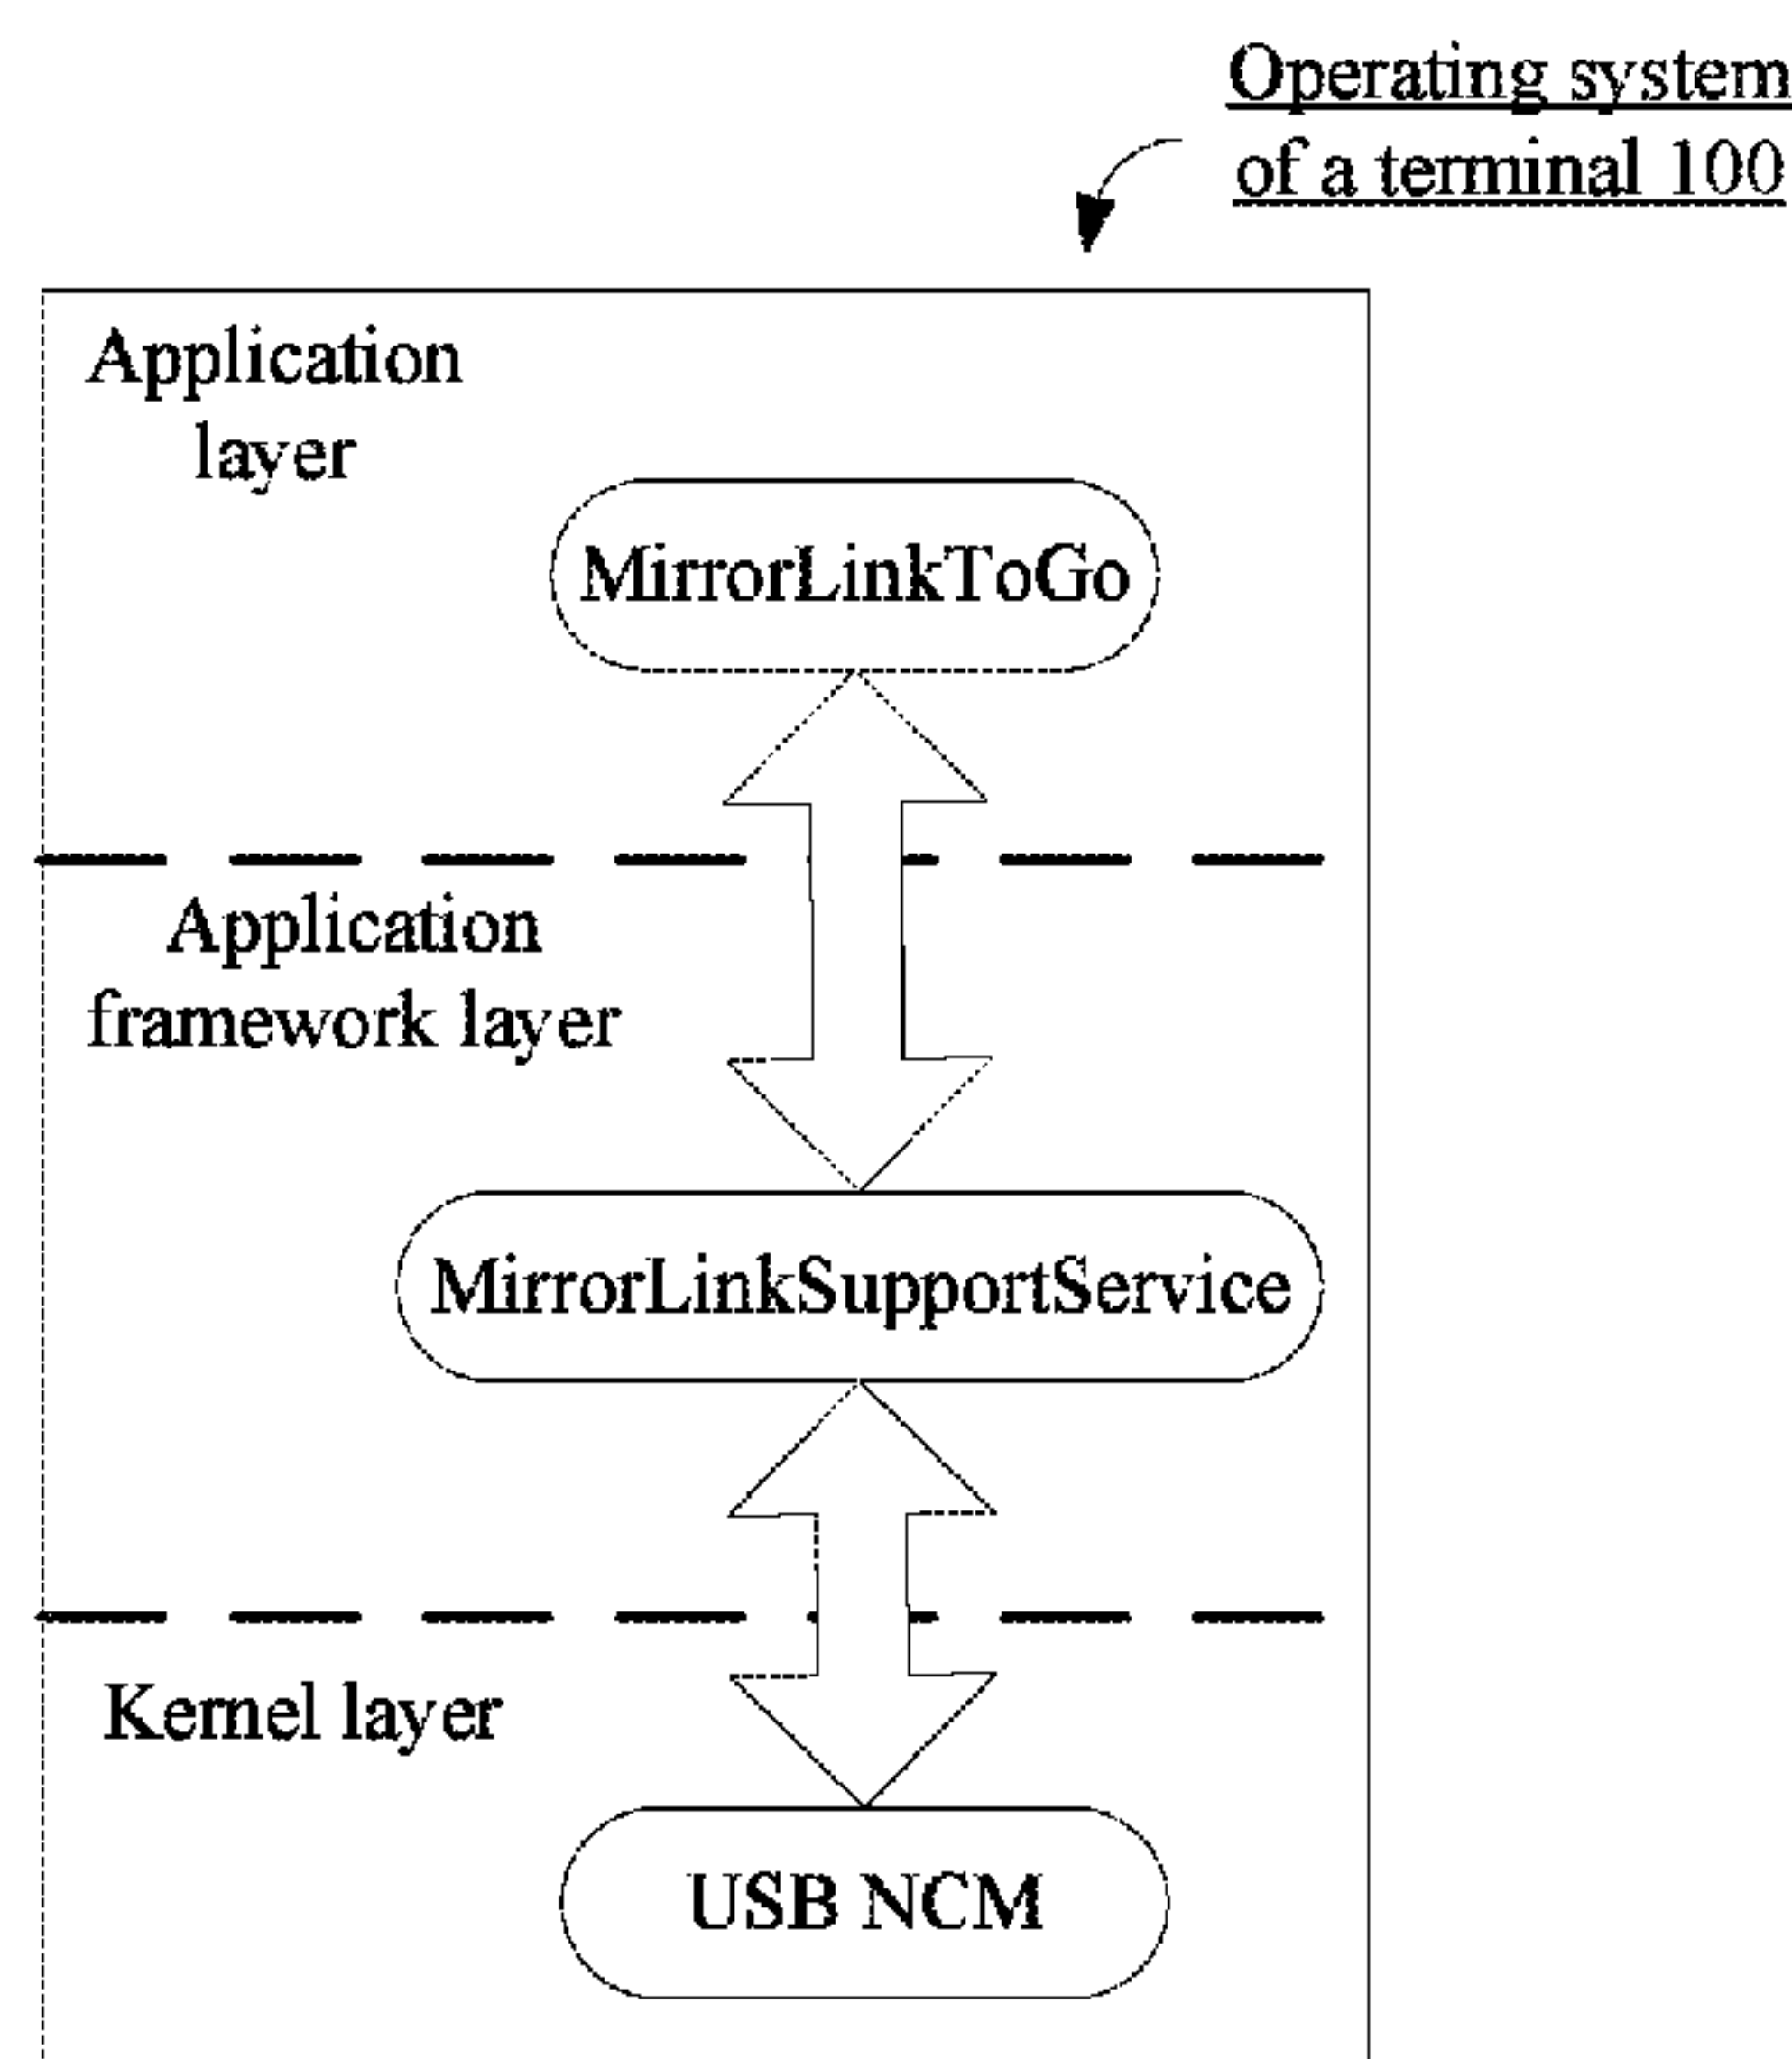 Operating system
of a terminal 100
Application
layer
MirrorLinkToGo
Application
framework layer
MirrorLinkSupportService
Kernel layer
USB NCM